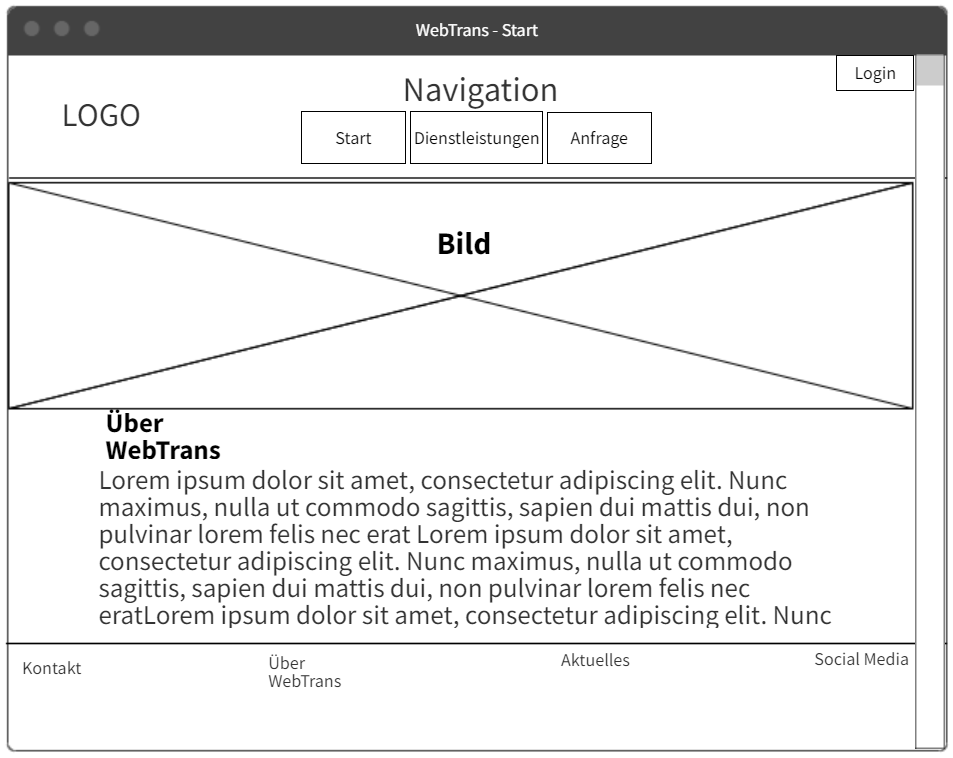 WebTrans - Start
Login
Navigation
LOGO
Start
Dienstleistungen
Anfrage
Bild
Über
WebTrans
Lorem ipsum dolor sit amet, consectetur adipiscing elit. Nunc
maximus, nulla ut commodo sagittis, sapien dui mattis dui, non
pulvinar lorem felis nec erat Lorem ipsum dolor sit amet,
consectetur adipiscing elit. Nunc maximus, nulla ut commodo
sagittis, sapien dui mattis dui, non pulvinar lorem felis nec
eratLorem ipsum dolor sit amet, consectetur adipiscing elit. Nunc
Kontakt
Über
WebTrans
Aktuelles
Social Media